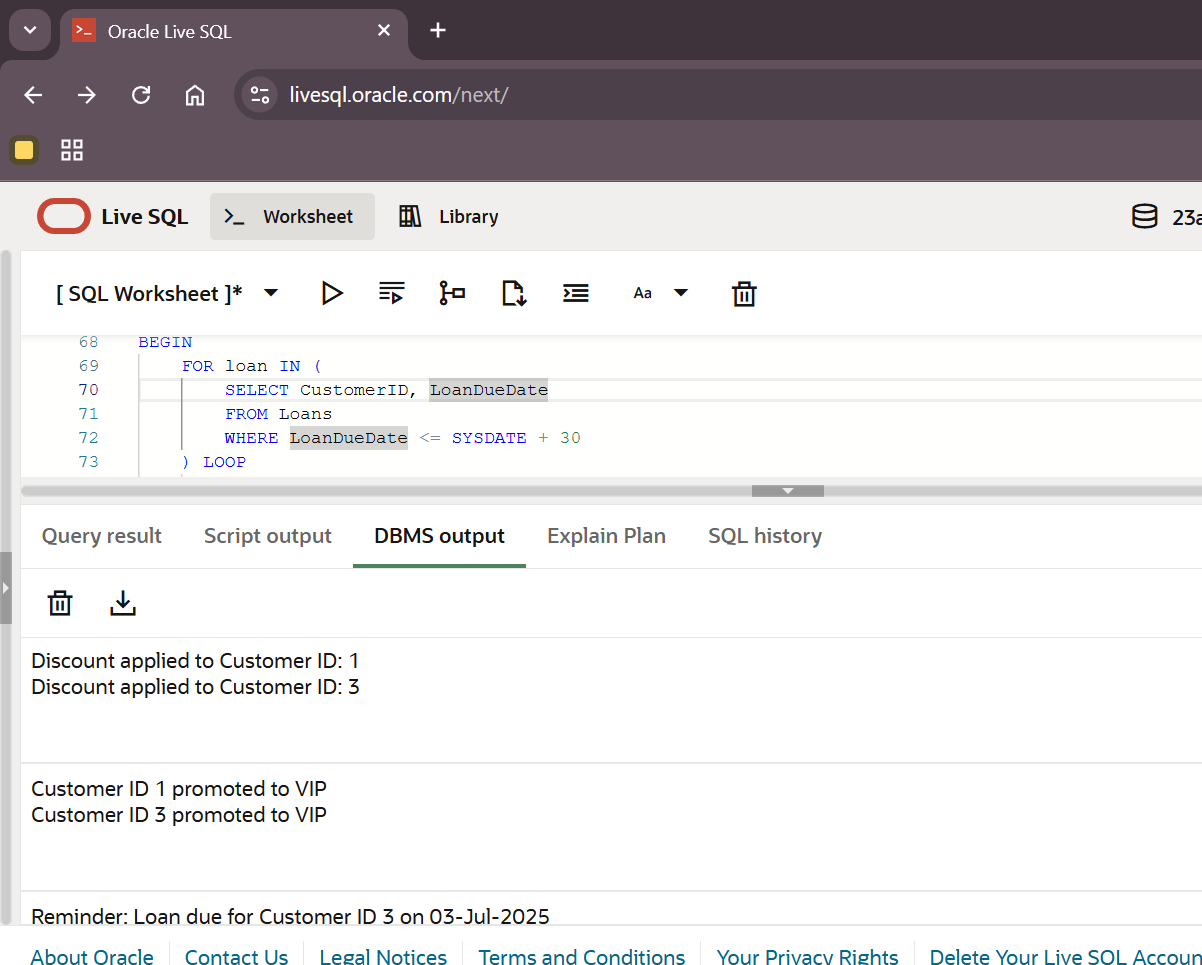 Oracle Live SQL
livesql.oracle.com/next/
Live SQL
Worksheet
Library
[ SQL Worksheet ]*
Aa
68 BEGIN
69 FOR loan IN (
70 SELECT CustomerID, LoanDueDate
71 FROM Loans
72 WHERE LoanDueDate <= SYSDATE + 30
73 ) LOOP
Query result
Script output
DBMS output
Explain Plan
SQL history
Discount applied to Customer ID: 1
Discount applied to Customer ID: 3
Customer ID 1 promoted to VIP
Customer ID 3 promoted to VIP
Reminder: Loan due for Customer ID 3 on 03-Jul-2025
About Oracle
Contact Us
Legal Notices
Terms and Conditions
Your Privacy Rights
Delete Your Live SQL